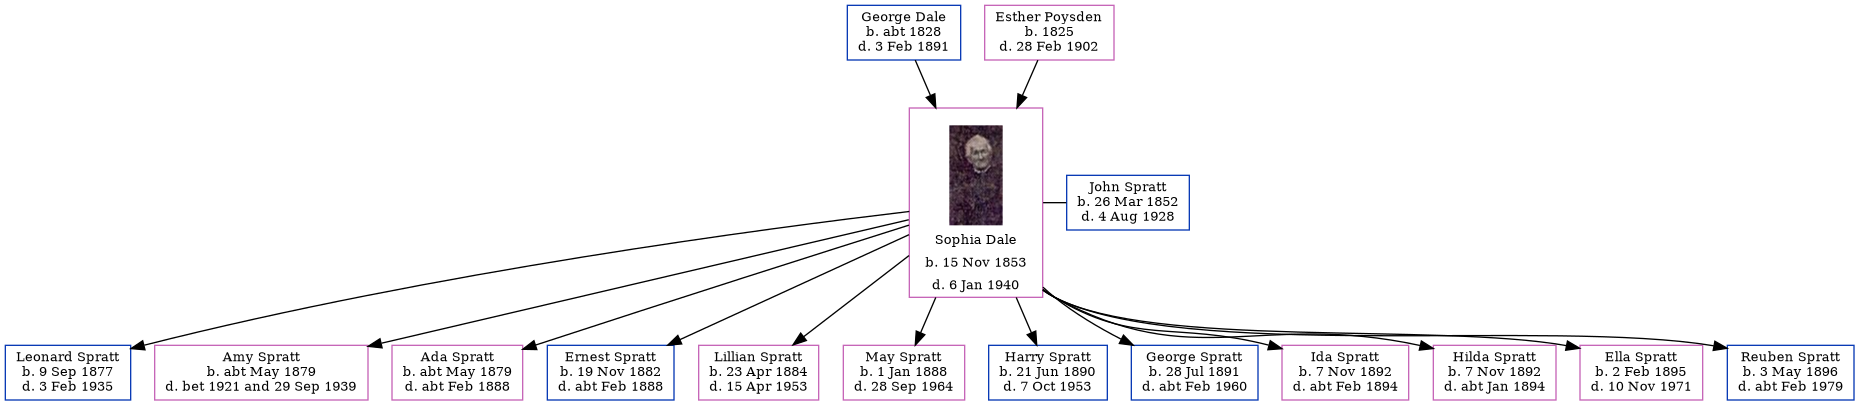 George Dale
b. abt 1828
d. 3 Feb 1891
Esther Poysden
b. 1825
d. 28 Feb 1902
Sophia Dale
b. 15 Nov 1853
d. 6 Jan 1940
John Spratt
b. 26 Mar 1852
d. 4 Aug 1928
Leonard Spratt
b. 9 Sep 1877
d. 3 Feb 1935
Amy Spratt
b. abt May 1879
d. bet 1921 and 29 Sep 1939
Ada Spratt
b. abt May 1879
d. abt Feb 1888
Ernest Spratt
b. 19 Nov 1882
d. abt Feb 1888
Lillian Spratt
b. 23 Apr 1884
d. 15 Apr 1953
May Spratt
b. 1 Jan 1888
d. 28 Sep 1964
Harry Spratt
b. 21 Jun 1890
d. 7 Oct 1953
George Spratt
b. 28 Jul 1891
d. abt Feb 1960
Ida Spratt
b. 7 Nov 1892
d. abt Feb 1894
Hilda Spratt
b. 7 Nov 1892
d. abt Jan 1894
Ella Spratt
b. 2 Feb 1895
d. 10 Nov 1971
Reuben Spratt
b. 3 May 1896
d. abt Feb 1979